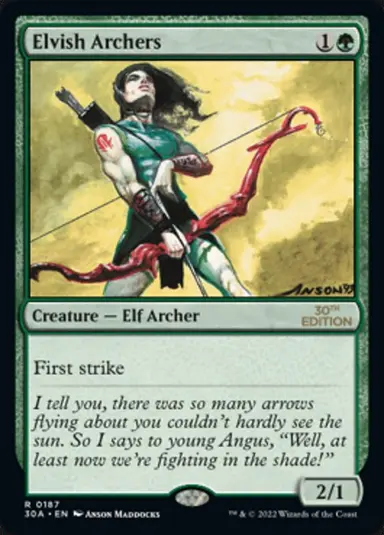 Elvish Archers 1
ANSON 93
Creature — Elf Archer
30TH
EDITION
First strike
I tell you, there was so many arrows
flying about you couldn't hardly see the
sun. So I says to young Angus, “Well, at
least now we're fighting in the shade!”
2/1
R 0187
30A • EN ANSON MADDOCKS
™ & © 2022 Wizards of the Coast